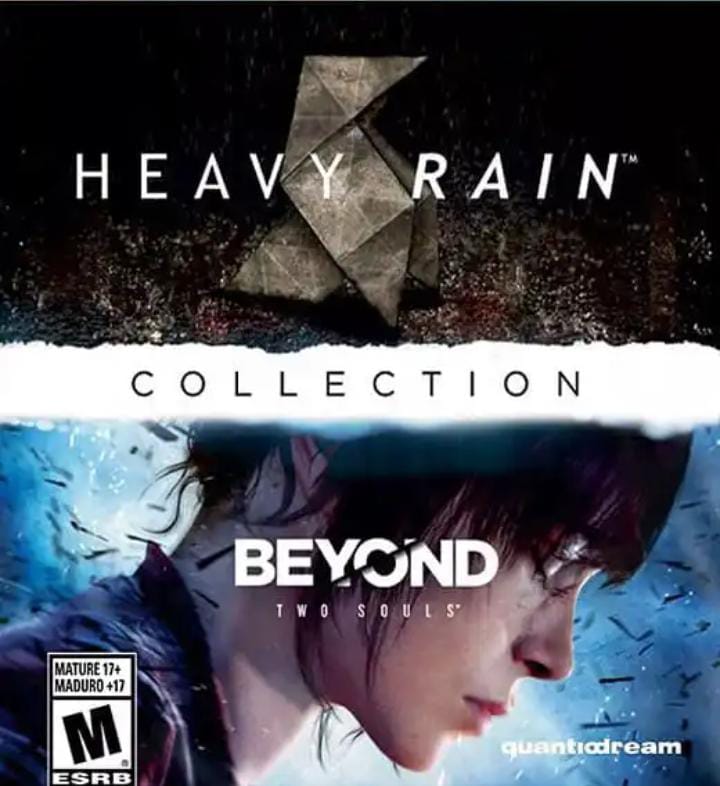 HEAVY RAIN™
COLLECTION
BEYOND
TWO SOULS™
MATURE 17+
MADURO +17
M®
ESRB
quanticdream